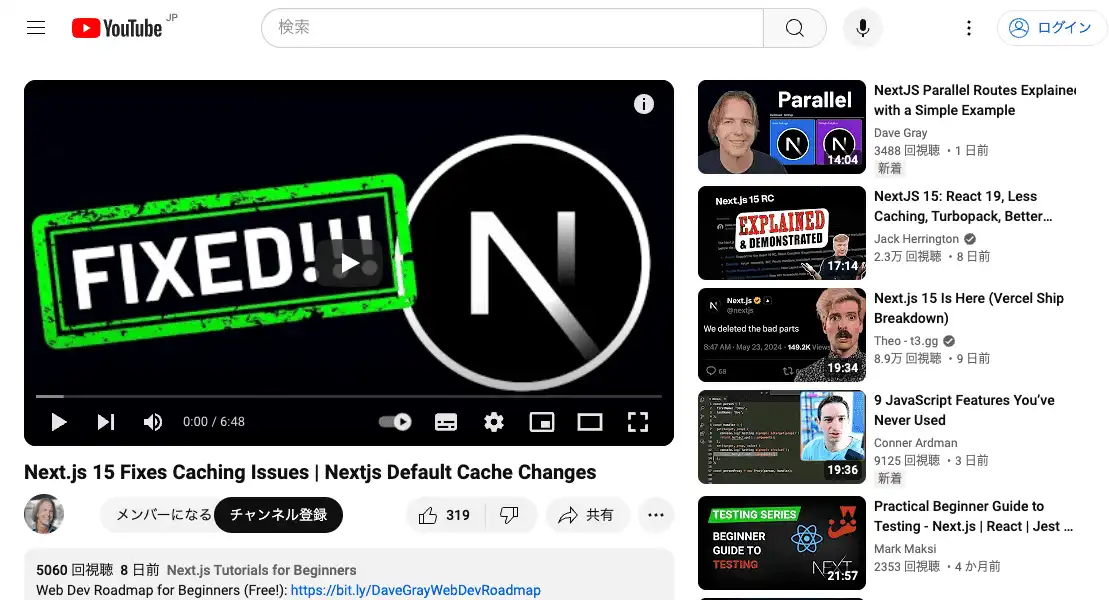 YouTube JP
検索
ログイン
FIXED!!!
0:00 / 6:48
Next.js 15 Fixes Caching Issues | Nextjs Default Cache Changes
メンバーになる
チャンネル登録
319
共有
5060 回視聴 8 日前 Next.js Tutorials for Beginners
Web Dev Roadmap for Beginners (Free!): https://bit.ly/DaveGrayWebDevRoadmap
Parallel
14:04
NextJS Parallel Routes Explained
with a Simple Example
Dave Gray
3488 回視聴 ・1 日前
新着
Next.js 15 RC
EXPLAINED
& DEMONSTRATED
17:14
NextJS 15: React 19, Less
Caching, Turbopack, Better…
Jack Herrington
2.3万 回視聴 ・8 日前
Next.js
@nextjs
We deleted the bad parts
8:47 AM · May 23, 2024 · 149.2K Views
68
19:34
Next.js 15 Is Here (Vercel Ship
Breakdown)
Theo - t3․gg
8.9万 回視聴 ・9 日前
19:36
9 JavaScript Features You’ve
Never Used
Conner Ardman
9125 回視聴 ・3 日前
新着
TESTING SERIES
BEGINNER
GUIDE TO
TESTING
NEXT
21:57
Practical Beginner Guide to
Testing - Next.js | React | Jest …
Mark Maksi
2353 回視聴 ・4 か月前